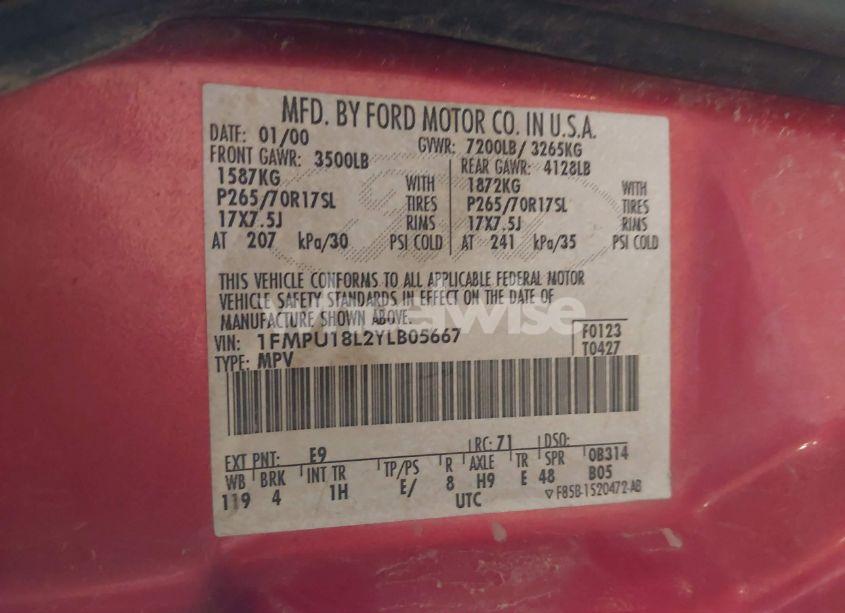 MFD. BY FORD MOTOR CO. IN U.S.A.
DATE: 01/00 GVWR: 7200LB/ 3265KG
FRONT GAWR: 3500LB REAR GAWR: 4128LB
1587KG WITH 1872KG WITH
P265/70R17SL TIRES P265/70R17SL TIRES
17X7.5J RIMS 17X7.5J RIMS
AT 207 kPa/30 PSI COLD AT 241 kPa/35 PSI COLD
THIS VEHICLE CONFORMS TO ALL APPLICABLE FEDERAL MOTOR
VEHICLE SAFETY STANDARDS IN EFFECT ON THE DATE OF
MANUFACTURE SHOWN ABOVE.
VIN: 1FMPU18L2YLB05667 F0123
TYPE: MPV T0427
EXT PNT: E9 RC: 71 DSO: 0B314
WB BRK INT TR TP/PS R AXLE TR SPR B05
119 4 1H E/ 8 H9 E 48
UTC ▽ F85B-1520472-AB